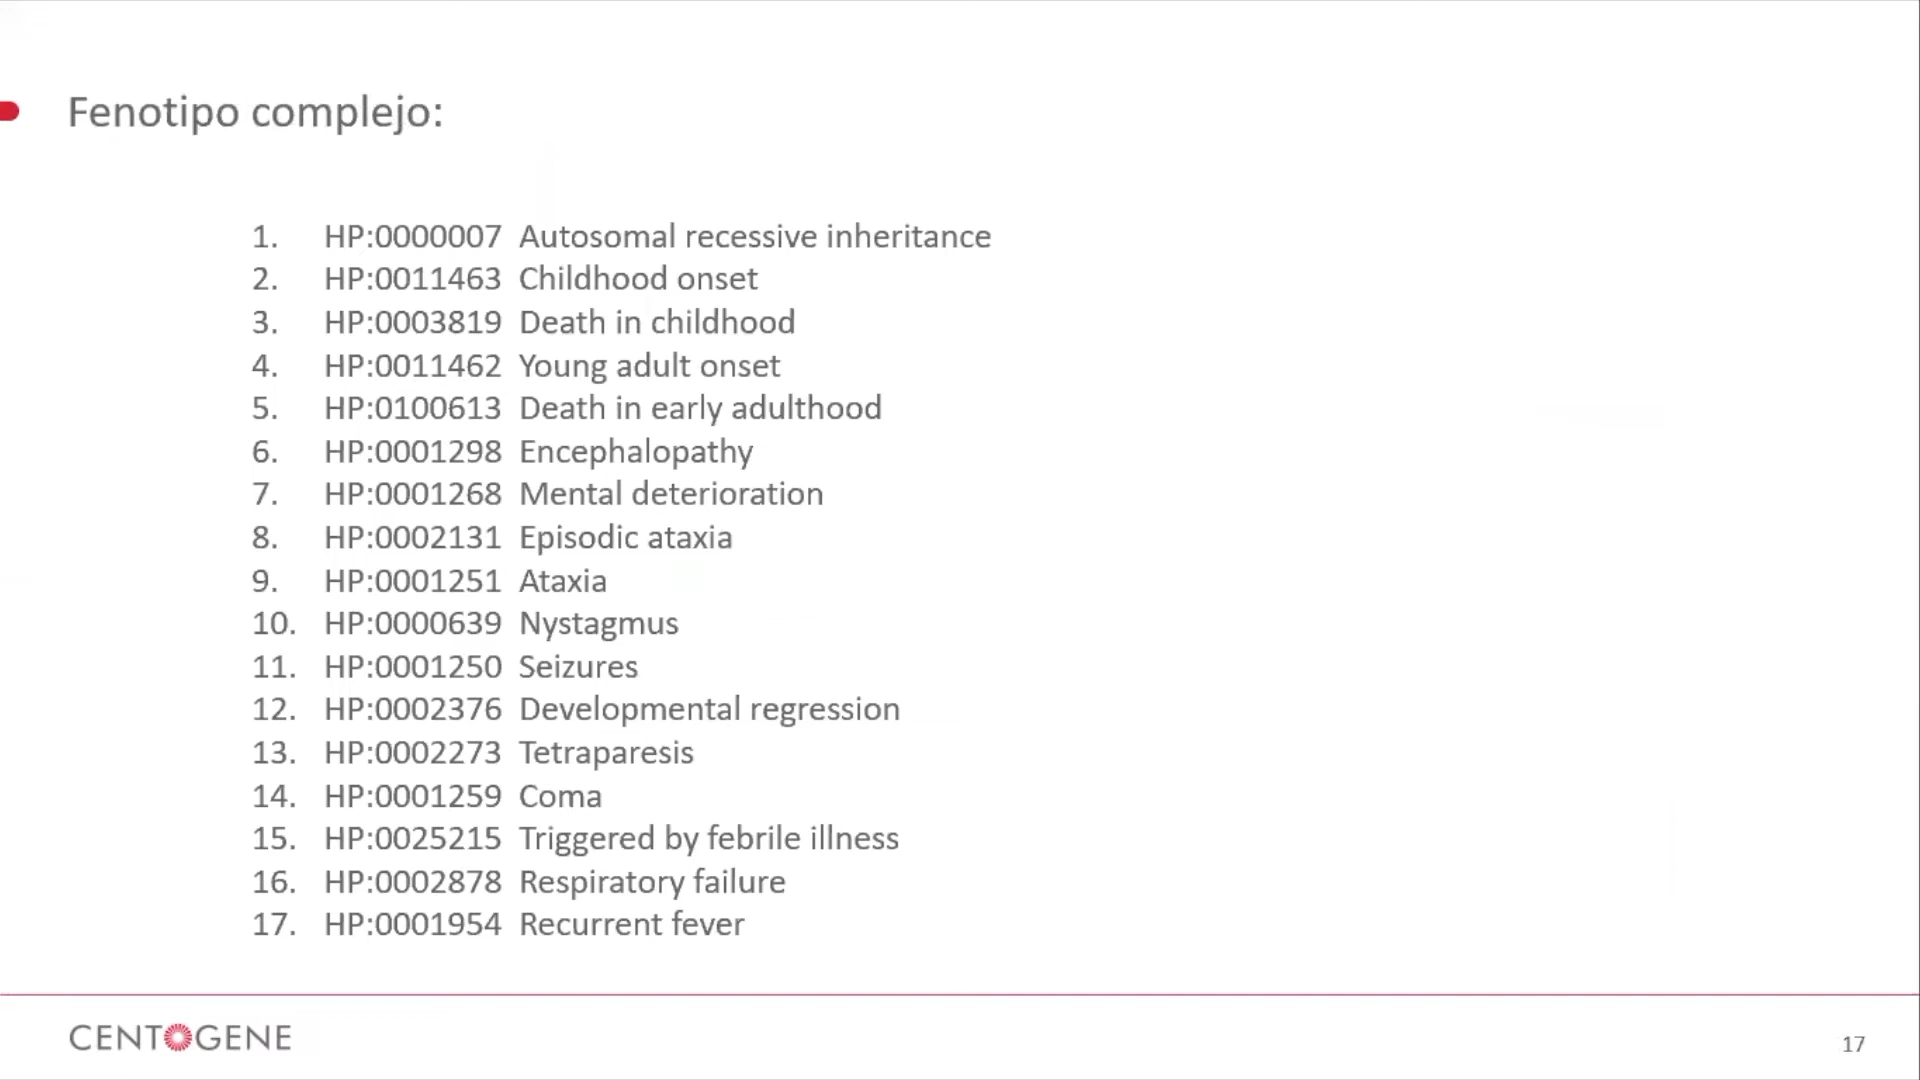 Fenotipo complejo:
1. HP:0000007 Autosomal recessive inheritance
2. HP:0011463 Childhood onset
3. HP:0003819 Death in childhood
4. HP:0011462 Young adult onset
5. HP:0100613 Death in early adulthood
6. HP:0001298 Encephalopathy
7. HP:0001268 Mental deterioration
8. HP:0002131 Episodic ataxia
9. HP:0001251 Ataxia
10. HP:0000639 Nystagmus
11. HP:0001250 Seizures
12. HP:0002376 Developmental regression
13. HP:0002273 Tetraparesis
14. HP:0001259 Coma
15. HP:0025215 Triggered by febrile illness
16. HP:0002878 Respiratory failure
17. HP:0001954 Recurrent fever
CENTOGENE
17